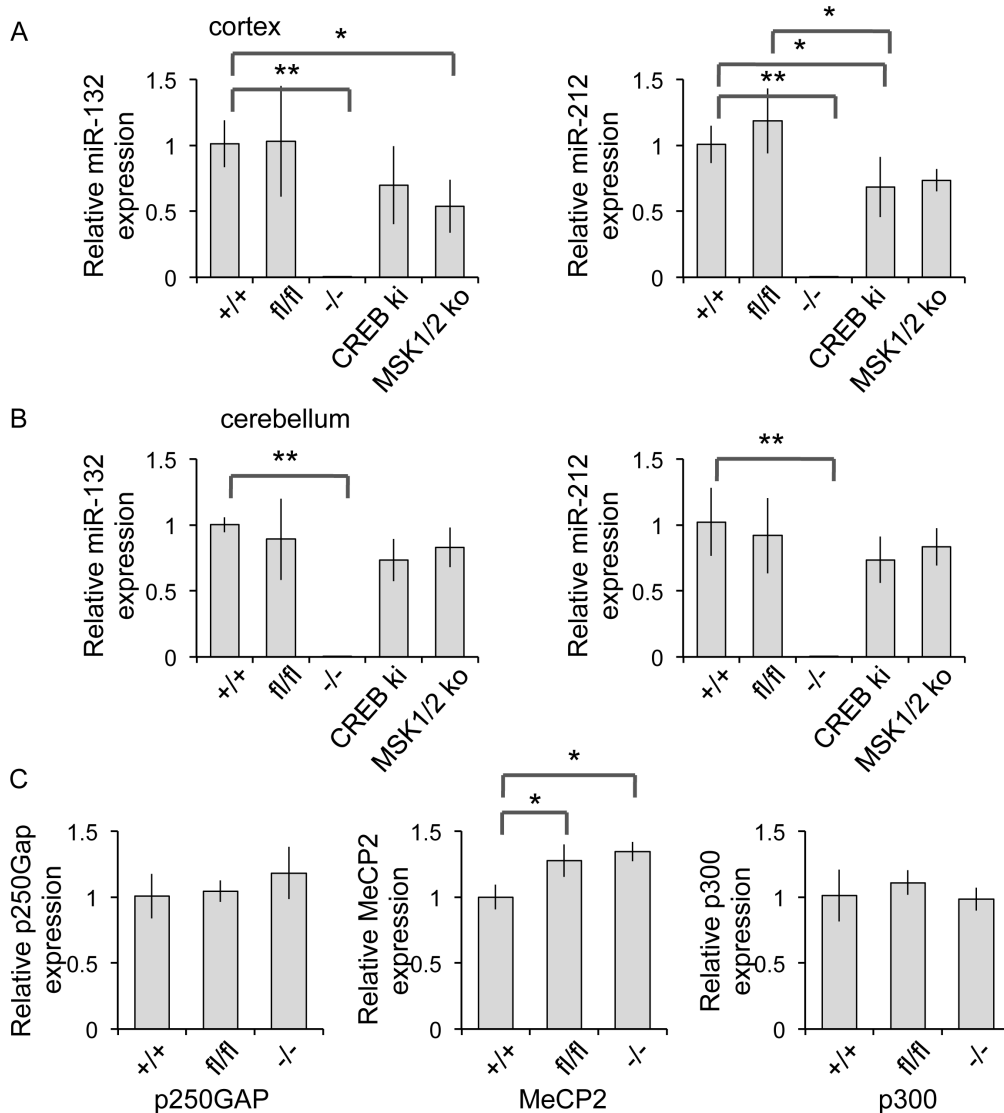 A
cortex
*
**
Relative miR-132
expression
1.5
1
0.5
0
+/+
fl/fl
-/-
CREB ki
MSK1/2 ko
*
*
**
Relative miR-212
expression
1.5
1
0.5
0
+/+
fl/fl
-/-
CREB ki
MSK1/2 ko
B
cerebellum
**
Relative miR-132
expression
1.5
1
0.5
0
+/+
fl/fl
-/-
CREB ki
MSK1/2 ko
**
Relative miR-212
expression
1.5
1
0.5
0
+/+
fl/fl
-/-
CREB ki
MSK1/2 ko
C
Relative p250Gap
expression
1.5
1
0.5
0
+/+
fl/fl
-/-
p250GAP
*
*
Relative MeCP2
expression
1.5
1
0.5
0
+/+
fl/fl
-/-
MeCP2
Relative p300
expression
1.5
1
0.5
0
+/+
fl/fl
-/-
p300